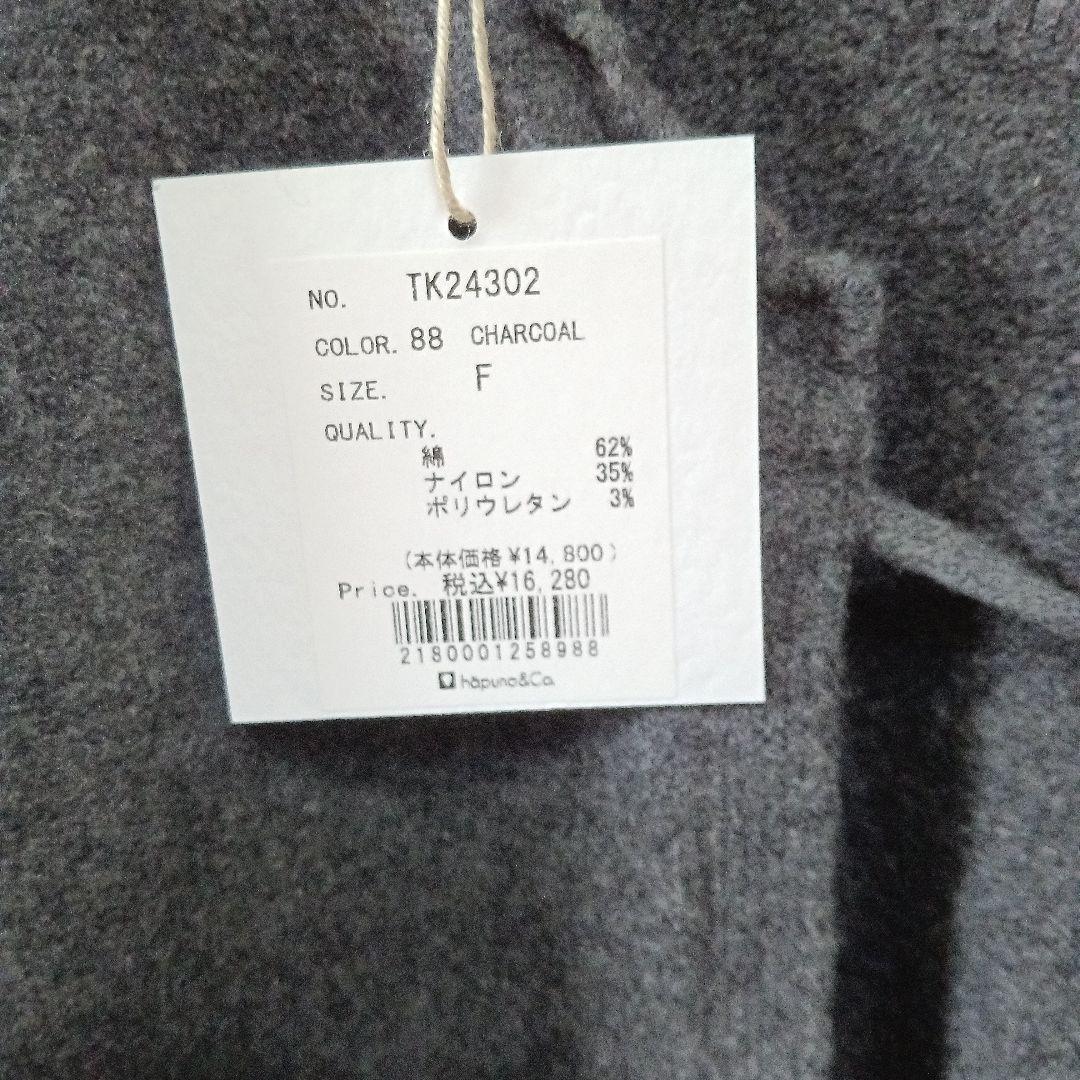 NO. TK24302
COLOR. 88 CHARCOAL
SIZE. F
QUALITY.
綿 62%
ナイロン 35%
ポリウレタン 3%
(本体価格 ¥14,800)
Price. 税込¥16,280
2180001258988
hāpuno&Co.